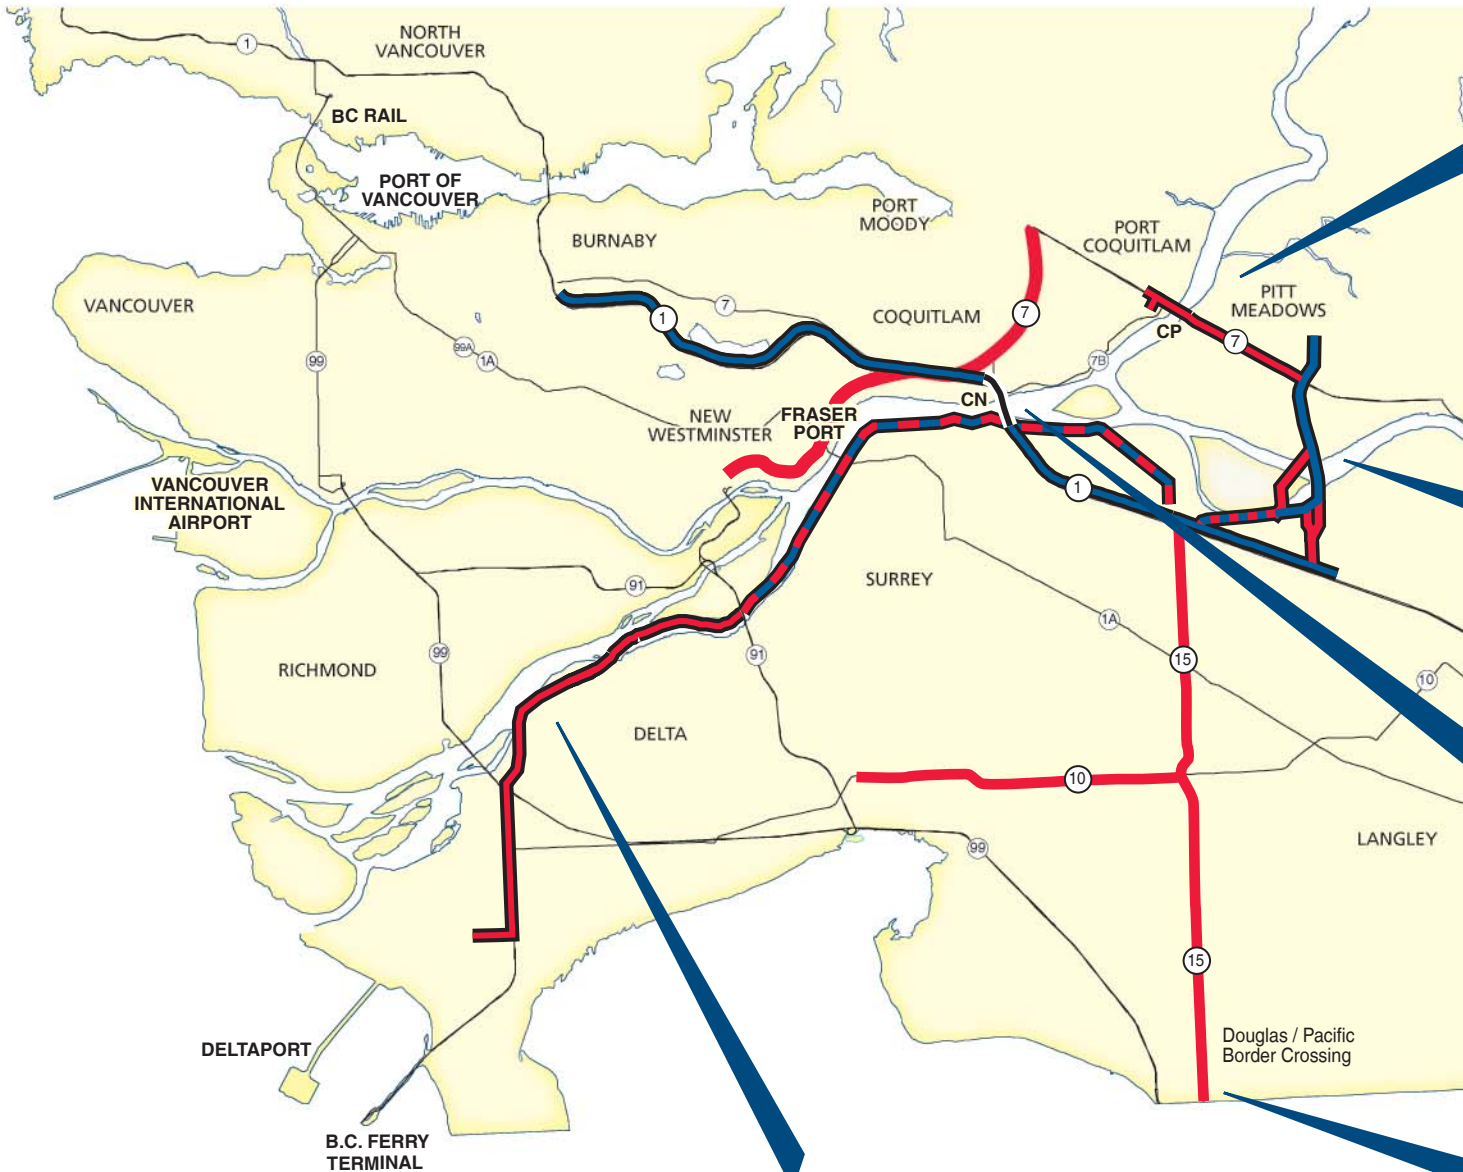 NORTH
VANCOUVER
1
BC RAIL
PORT OF
VANCOUVER
PORT
MOODY
PORT
COQUITLAM
BURNABY
PITT
MEADOWS
VANCOUVER
7
1
COQUITLAM
7
CP
7
99
99A
1A
7B
CN
NEW
WESTMINSTER
FRASER
PORT
VANCOUVER
INTERNATIONAL
AIRPORT
1
91
SURREY
1A
99
91
15
RICHMOND
10
DELTA
10
LANGLEY
99
15
Douglas / Pacific
Border Crossing
DELTAPORT
B.C. FERRY
TERMINAL